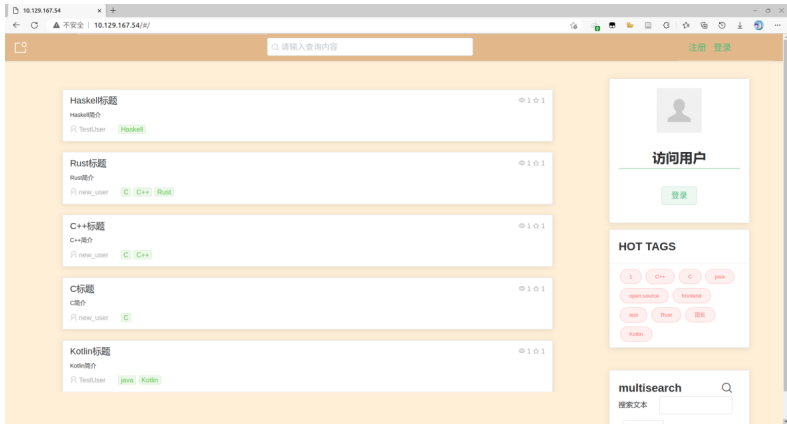 10.129.167.54
不安全 | 10.129.167.54/#/
请输入查询内容
注册 登录
Haskell标题
1 1
Haskell简介
TestUser Haskell
Rust标题
1 1
Rust简介
new_user C C++ Rust
C++标题
1 1
C++简介
new_user C C++
C标题
1 1
C简介
new_user C
Kotlin标题
1 1
Kotlin简介
TestUser java Kotlin
访问用户
登录
HOT TAGS
1 C++ C java
open source frontend
test Rust
Kotlin
multisearch
搜索文本